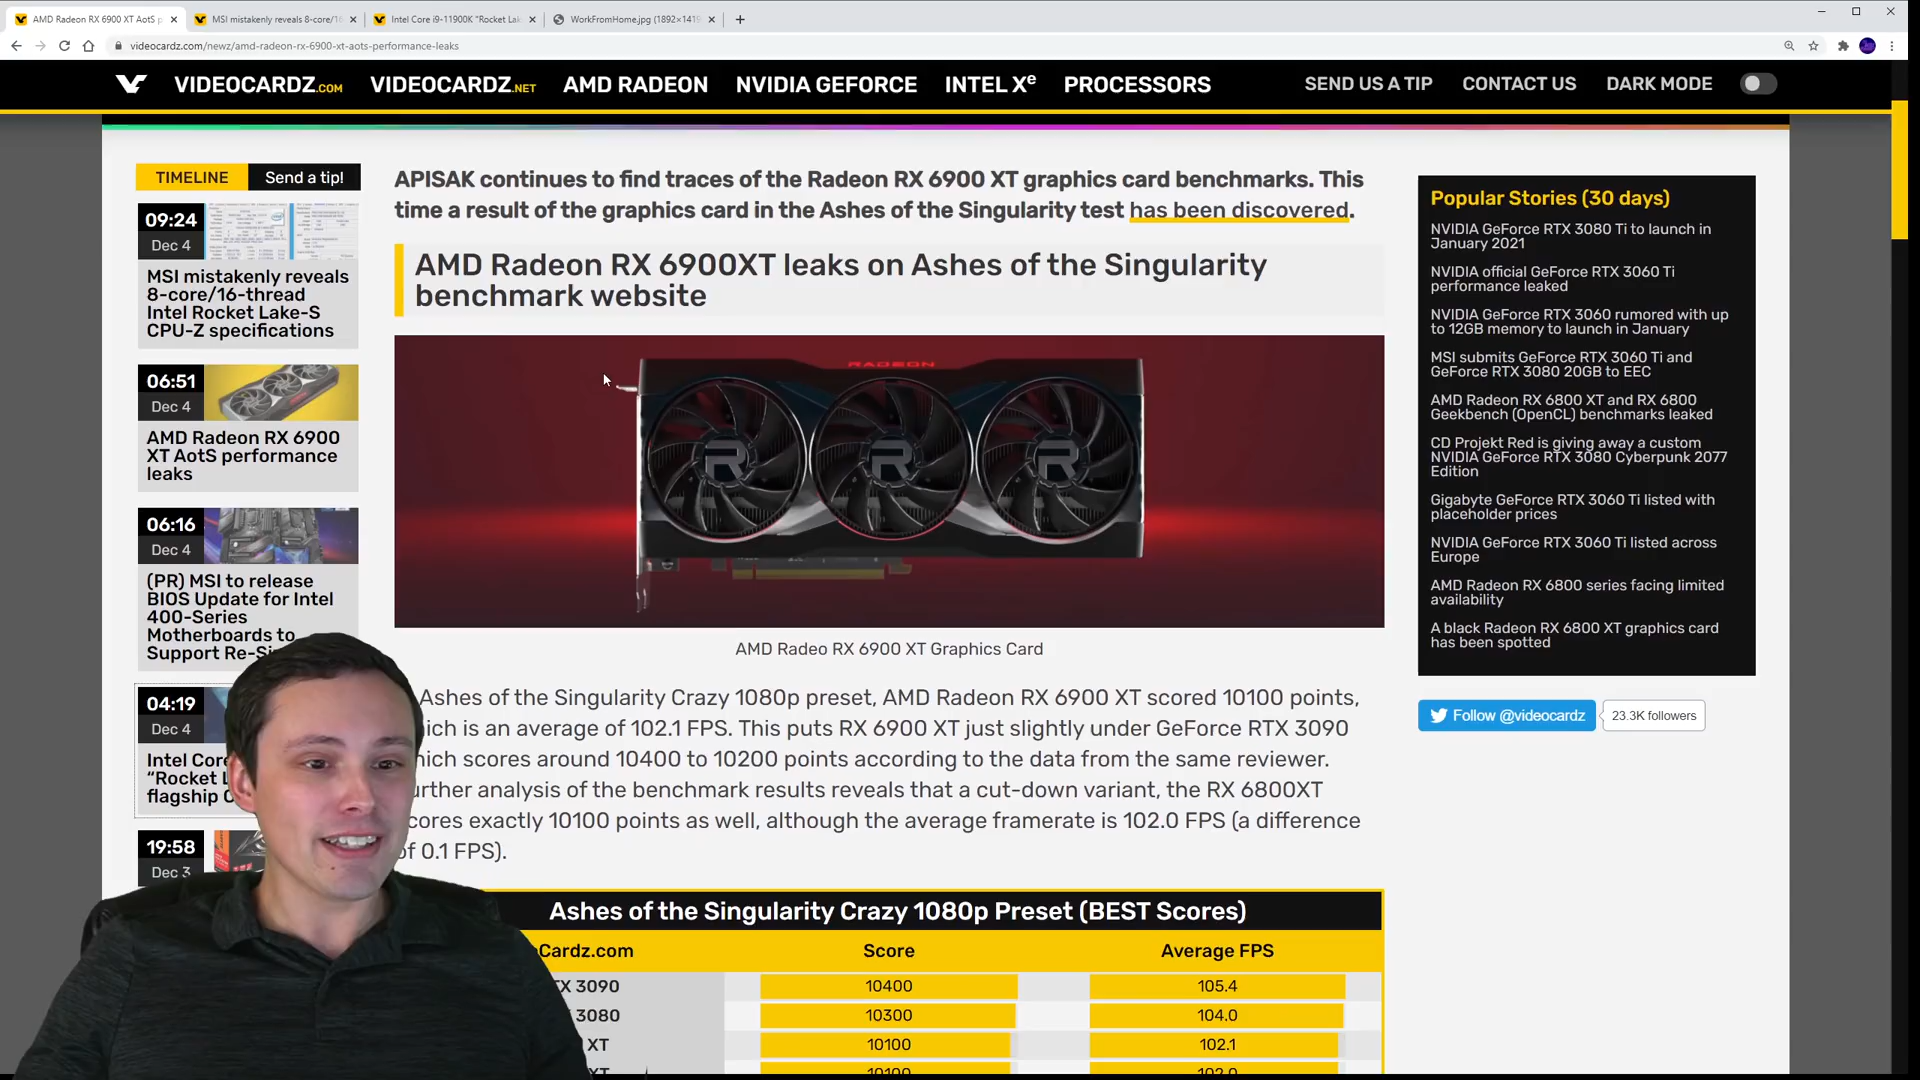 AMD Radeon RX 6900 XT AotS p
MSI mistakenly reveals 8-core/16-
Intel Core i9-11900K "Rocket Lak
WorkFromHome.jpg (1892×1419
videocardz.com/newz/amd-radeon-rx-6900-xt-aots-performance-leaks
VIDEOCARDZ.COM VIDEOCARDZ.NET AMD RADEON NVIDIA GEFORCE INTEL Xe PROCESSORS SEND US A TIP CONTACT US DARK MODE
TIMELINE Send a tip!
09:24
Dec 4
MSI mistakenly reveals
8-core/16-thread
Intel Rocket Lake-S
CPU-Z specifications
06:51
Dec 4
AMD Radeon RX 6900
XT AotS performance
leaks
06:16
Dec 4
(PR) MSI to release
BIOS Update for Intel
400-Series
Motherboards to
Support Re-Si
04:19
Dec 4
Intel Cor
"Rocket L
flagship C
19:58
Dec 3
APISAK continues to find traces of the Radeon RX 6900 XT graphics card benchmarks. This
time a result of the graphics card in the Ashes of the Singularity test has been discovered.
AMD Radeon RX 6900XT leaks on Ashes of the Singularity
benchmark website
RADEON
R R R
AMD Radeo RX 6900 XT Graphics Card
Ashes of the Singularity Crazy 1080p preset, AMD Radeon RX 6900 XT scored 10100 points,
ich is an average of 102.1 FPS. This puts RX 6900 XT just slightly under GeForce RTX 3090
hich scores around 10400 to 10200 points according to the data from the same reviewer.
urther analysis of the benchmark results reveals that a cut-down variant, the RX 6800XT
cores exactly 10100 points as well, although the average framerate is 102.0 FPS (a difference
of 0.1 FPS).
Ashes of the Singularity Crazy 1080p Preset (BEST Scores)
Cardz.com Score Average FPS
X 3090 10400 105.4
3080 10300 104.0
XT 10100 102.1
XT 10100 102.0
Popular Stories (30 days)
NVIDIA GeForce RTX 3080 Ti to launch in
January 2021
NVIDIA official GeForce RTX 3060 Ti
performance leaked
NVIDIA GeForce RTX 3060 rumored with up
to 12GB memory to launch in January
MSI submits GeForce RTX 3060 Ti and
GeForce RTX 3080 20GB to EEC
AMD Radeon RX 6800 XT and RX 6800
Geekbench (OpenCL) benchmarks leaked
CD Projekt Red is giving away a custom
NVIDIA GeForce RTX 3080 Cyberpunk 2077
Edition
Gigabyte GeForce RTX 3060 Ti listed with
placeholder prices
NVIDIA GeForce RTX 3060 Ti listed across
Europe
AMD Radeon RX 6800 series facing limited
availability
A black Radeon RX 6800 XT graphics card
has been spotted
Follow @videocardz 23.3K followers